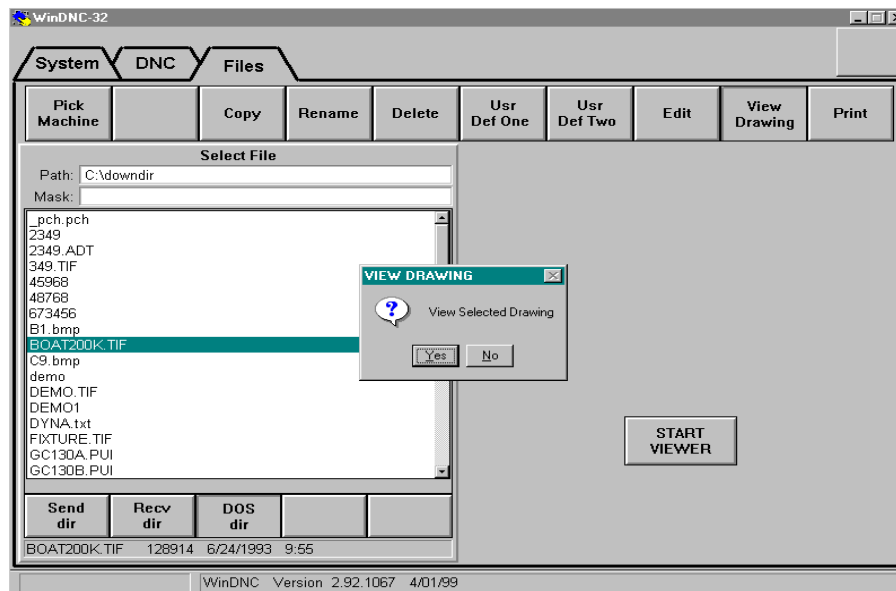 WinDNC-32
System DNC Files
Pick Machine Copy Rename Delete Usr Def One Usr Def Two Edit View Drawing Print
Select File
Path: C:\downdir
Mask:
_pch.pch
2349
2349.ADT
349.TIF
45968
48768
673456
B1.bmp
BOAT200K.TIF
C9.bmp
demo
DEMO.TIF
DEMO1
DYNA.txt
FIXTURE.TIF
GC130A.PUI
GC130B.PUI
VIEW DRAWING
View Selected Drawing
Yes No
START
VIEWER
Send dir Recv dir DOS dir
BOAT200K.TIF 128914 6/24/1993 9:55
WinDNC Version 2.92.1067 4/01/99